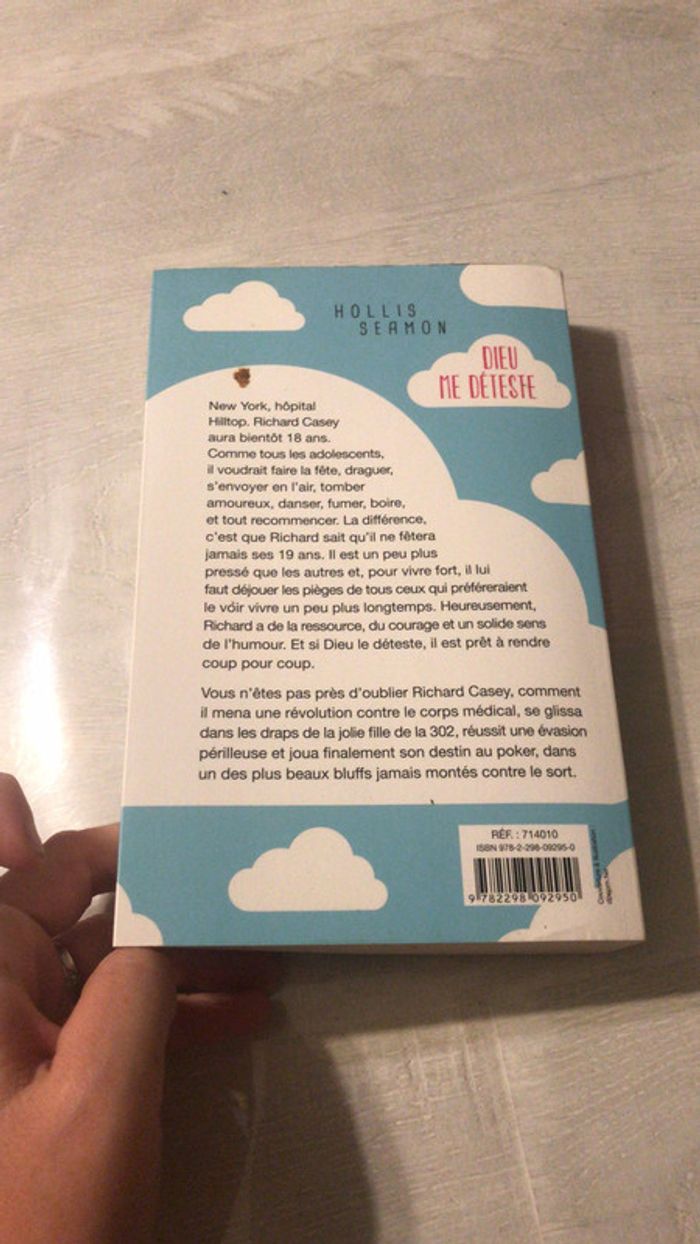 HOLLIS
SEAMON
DIEU
ME DÉTESTE
New York, hôpital
Hilltop. Richard Casey
aura bientôt 18 ans.
Comme tous les adolescents,
il voudrait faire la fête, draguer,
s'envoyer en l'air, tomber
amoureux, danser, fumer, boire,
et tout recommencer. La différence,
c'est que Richard sait qu'il ne fêtera
jamais ses 19 ans. Il est un peu plus
pressé que les autres et, pour vivre fort, il lui
faut déjouer les pièges de tous ceux qui préféreraient
le voir vivre un peu plus longtemps. Heureusement,
Richard a de la ressource, du courage et un solide sens
de l'humour. Et si Dieu le déteste, il est prêt à rendre
coup pour coup.
Vous n'êtes pas près d'oublier Richard Casey, comment
il mena une révolution contre le corps médical, se glissa
dans les draps de la jolie fille de la 302, réussit une évasion
périlleuse et joua finalement son destin au poker, dans
un des plus beaux bluffs jamais montés contre le sort.
RÉF. : 714010
ISBN 978-2-298-09295-0
9 782298 092950